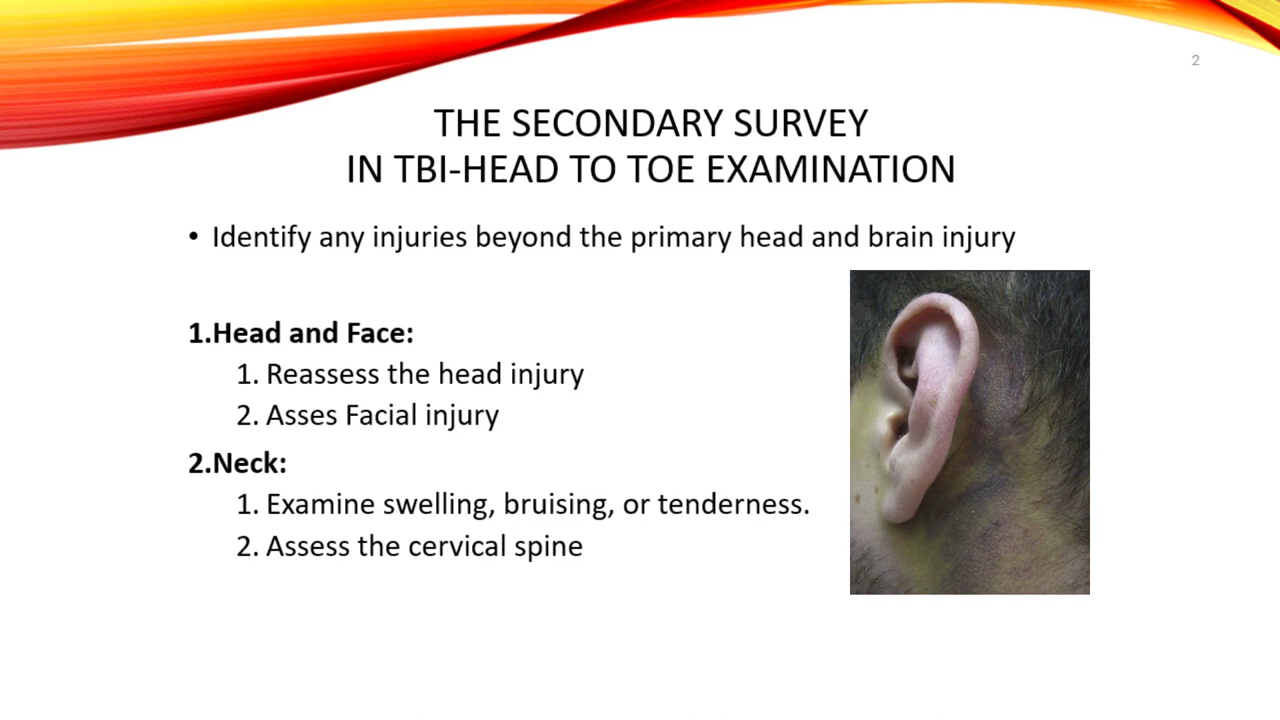 2
THE SECONDARY SURVEY
IN TBI-HEAD TO TOE EXAMINATION
• Identify any injuries beyond the primary head and brain injury
1.Head and Face:
1. Reassess the head injury
2. Asses Facial injury
2.Neck:
1. Examine swelling, bruising, or tenderness.
2. Assess the cervical spine